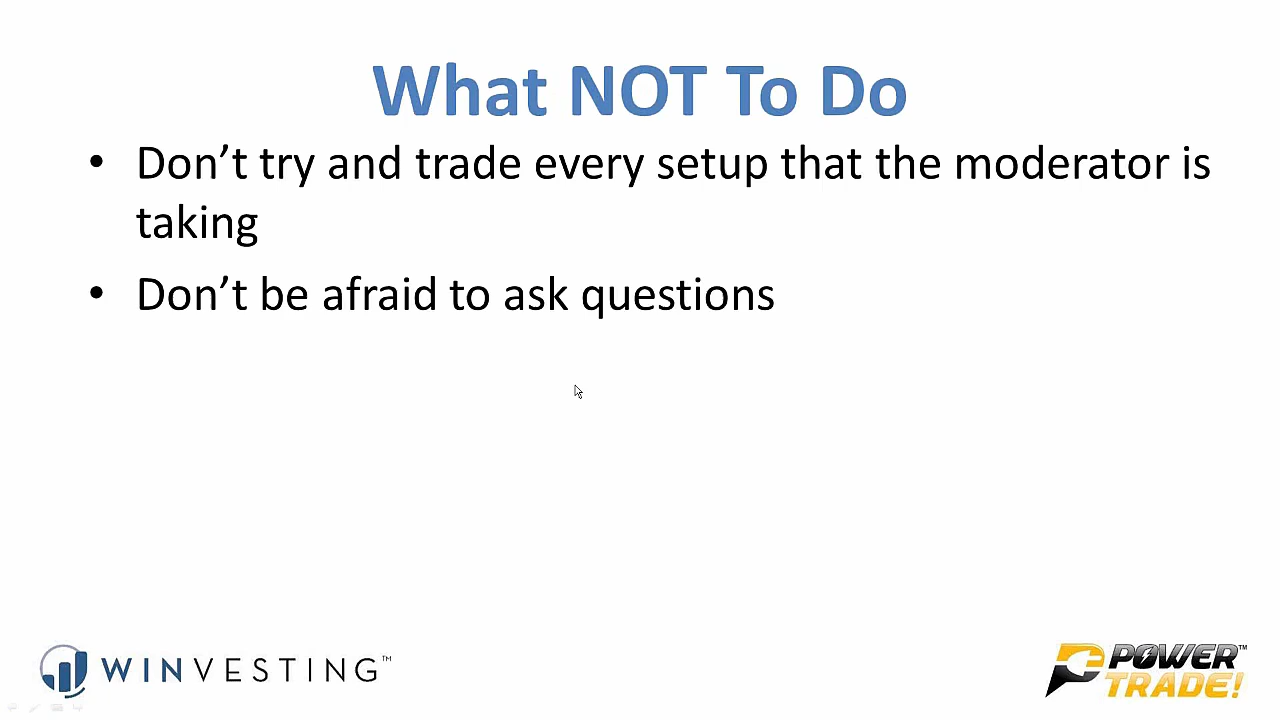 What NOT To Do
• Don’t try and trade every setup that the moderator is
taking
• Don’t be afraid to ask questions
WINVESTING™
POWER™
TRADE!